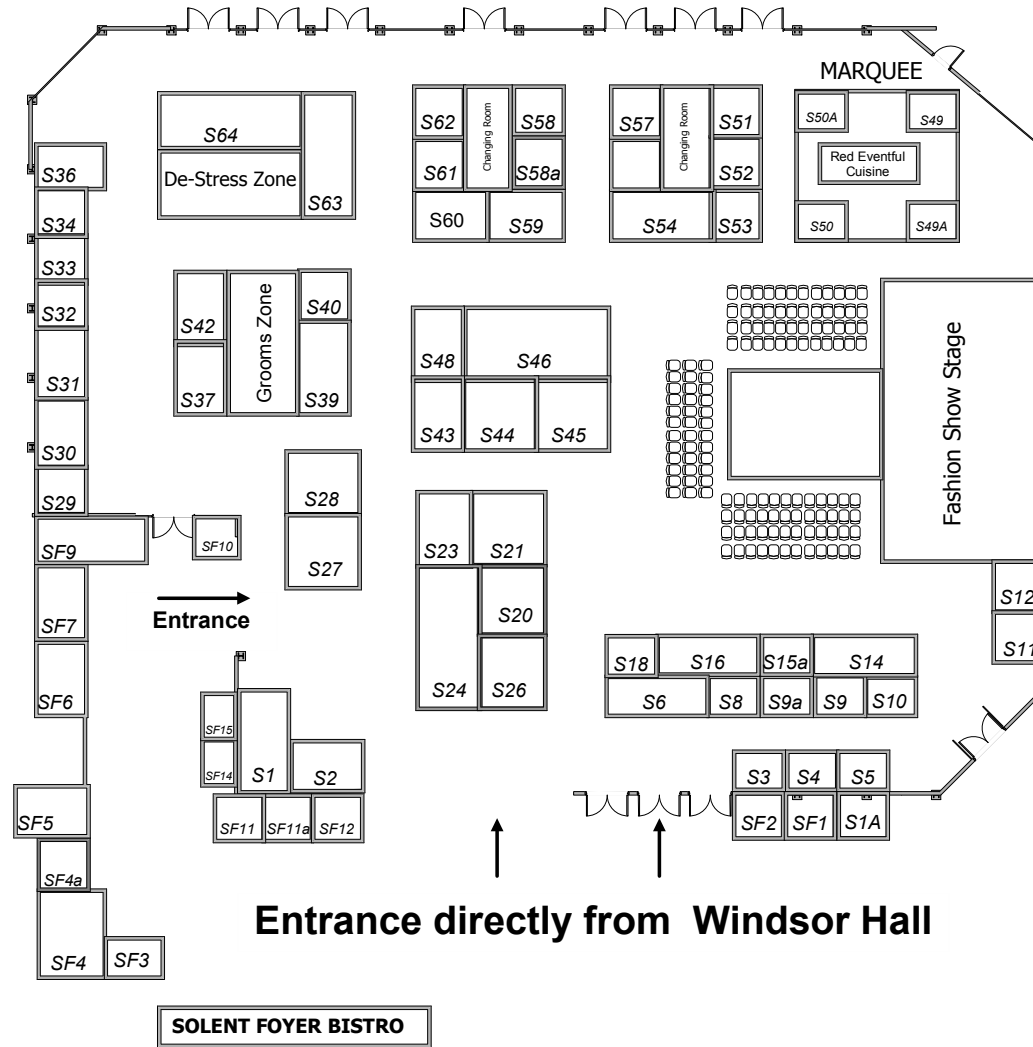 MARQUEE
S64
De-Stress Zone
S63
S62
Changing Room
S58
S61
S58a
S60
S59
S57
Changing Room
S51
S52
S54
S53
S50A
S49
Red Eventful
Cuisine
S50
S49A
S36
S34
S33
S32
S31
S30
S29
S42
Grooms Zone
S40
S37
S39
S48
S46
S43
S44
S45
Fashion Show Stage
S28
S27
SF9
SF10
Entrance
SF7
SF6
S23
S21
S20
S24
S26
S12
S11
S18
S16
S15a
S14
S6
S8
S9a
S9
S10
SF15
SF14
S1
S2
SF11
SF11a
SF12
S3
S4
S5
SF2
SF1
S1A
SF5
SF4a
SF4
SF3
Entrance directly from Windsor Hall
SOLENT FOYER BISTRO